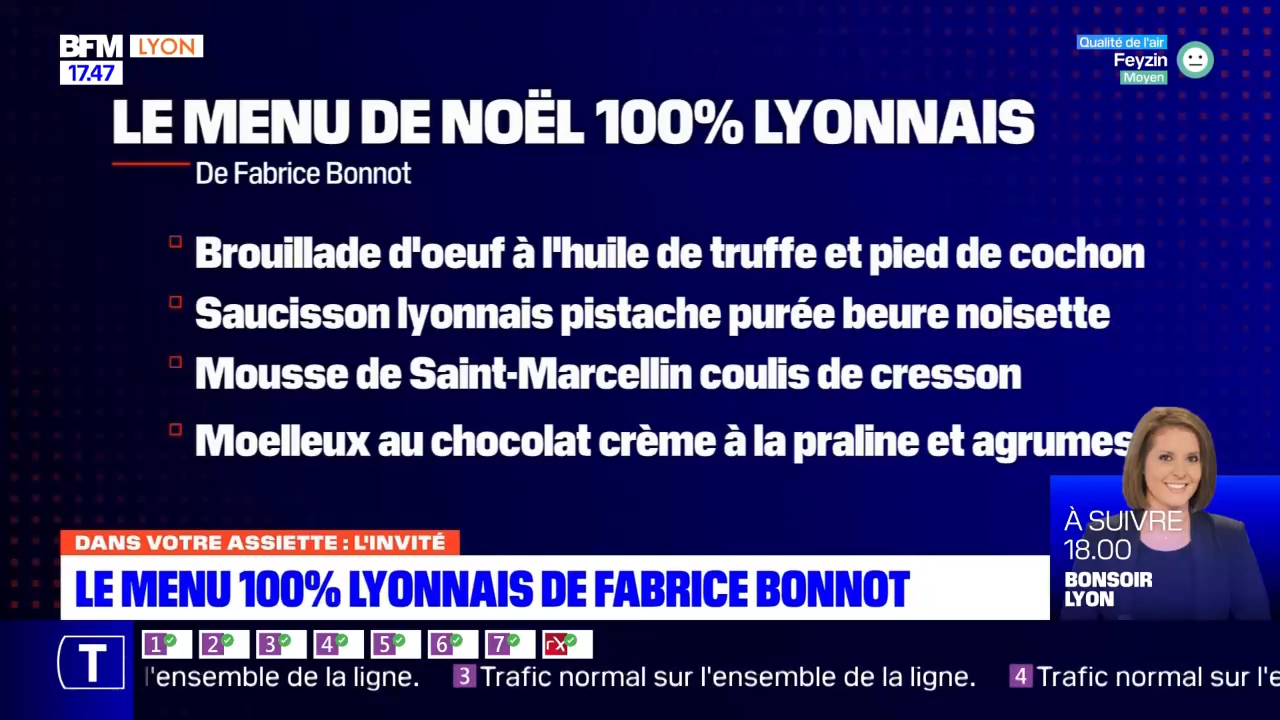 BFM LYON
17.47
Qualité de l'air
Feyzin
Moyen
LE MENU DE NOËL 100% LYONNAIS
De Fabrice Bonnot
Brouillade d'oeuf à l'huile de truffe et pied de cochon
Saucisson lyonnais pistache purée beure noisette
Mousse de Saint-Marcellin coulis de cresson
Moelleux au chocolat crème à la praline et agrumes
À SUIVRE
18.00
BONSOIR
LYON
DANS VOTRE ASSIETTE : L'INVITÉ
LE MENU 100% LYONNAIS DE FABRICE BONNOT
T 1 2 3 4 5 6 7 rx
l'ensemble de la ligne. 3 Trafic normal sur l'ensemble de la ligne. 4 Trafic normal sur l'e